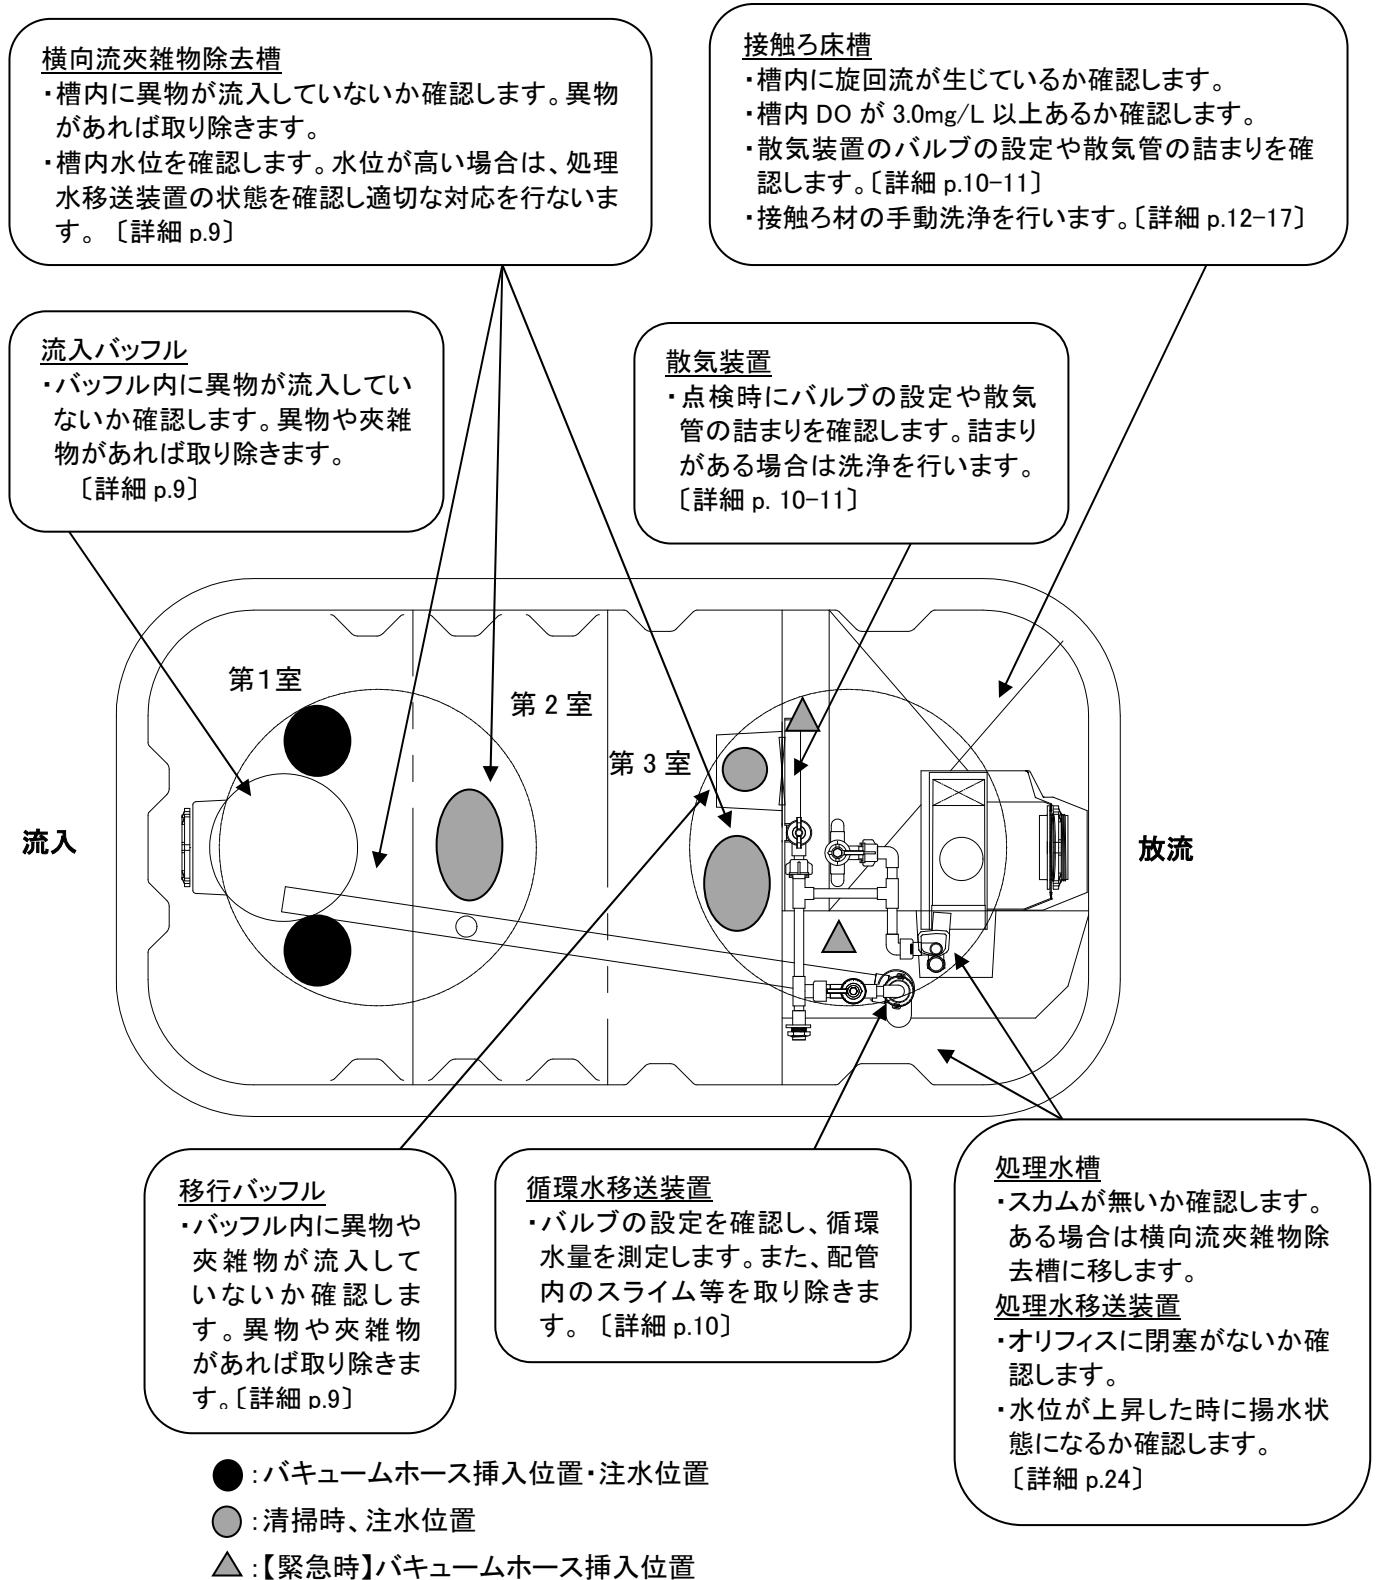 横向流夾雑物除去槽
・槽内に異物が流入していないか確認します。異物
があれば取り除きます。
・槽内水位を確認します。水位が高い場合は、処理
水移送装置の状態を確認し適切な対応を行ないま
す。〔詳細 p.9〕
接触ろ床槽
・槽内に旋回流が生じているか確認します。
・槽内 DO が 3.0mg/L 以上あるか確認します。
・散気装置のバルブの設定や散気管の詰まりを確
認します。〔詳細 p.10-11〕
・接触ろ材の手動洗浄を行います。〔詳細 p.12-17〕
流入バッフル
・バッフル内に異物が流入してい
ないか確認します。異物や夾雑
物があれば取り除きます。
〔詳細 p.9〕
散気装置
・点検時にバルブの設定や散気
管の詰まりを確認します。詰まり
がある場合は洗浄を行います。
〔詳細 p. 10-11〕
第1室
第 2 室
第 3 室
流入
放流
移行バッフル
・バッフル内に異物や
夾雑物が流入して
いないか確認しま
す。異物や夾雑物
があれば取り除きま
す。〔詳細 p.9〕
循環水移送装置
・バルブの設定を確認し、循環
水量を測定します。また、配管
内のスライム等を取り除きま
す。〔詳細 p.10〕
処理水槽
・スカムが無いか確認します。
ある場合は横向流夾雑物除
去槽に移します。
処理水移送装置
・オリフィスに閉塞がないか確
認します。
・水位が上昇した時に揚水状
態になるか確認します。
〔詳細 p.24〕
:バキュームホース挿入位置・注水位置
:清掃時、注水位置
:【緊急時】バキュームホース挿入位置